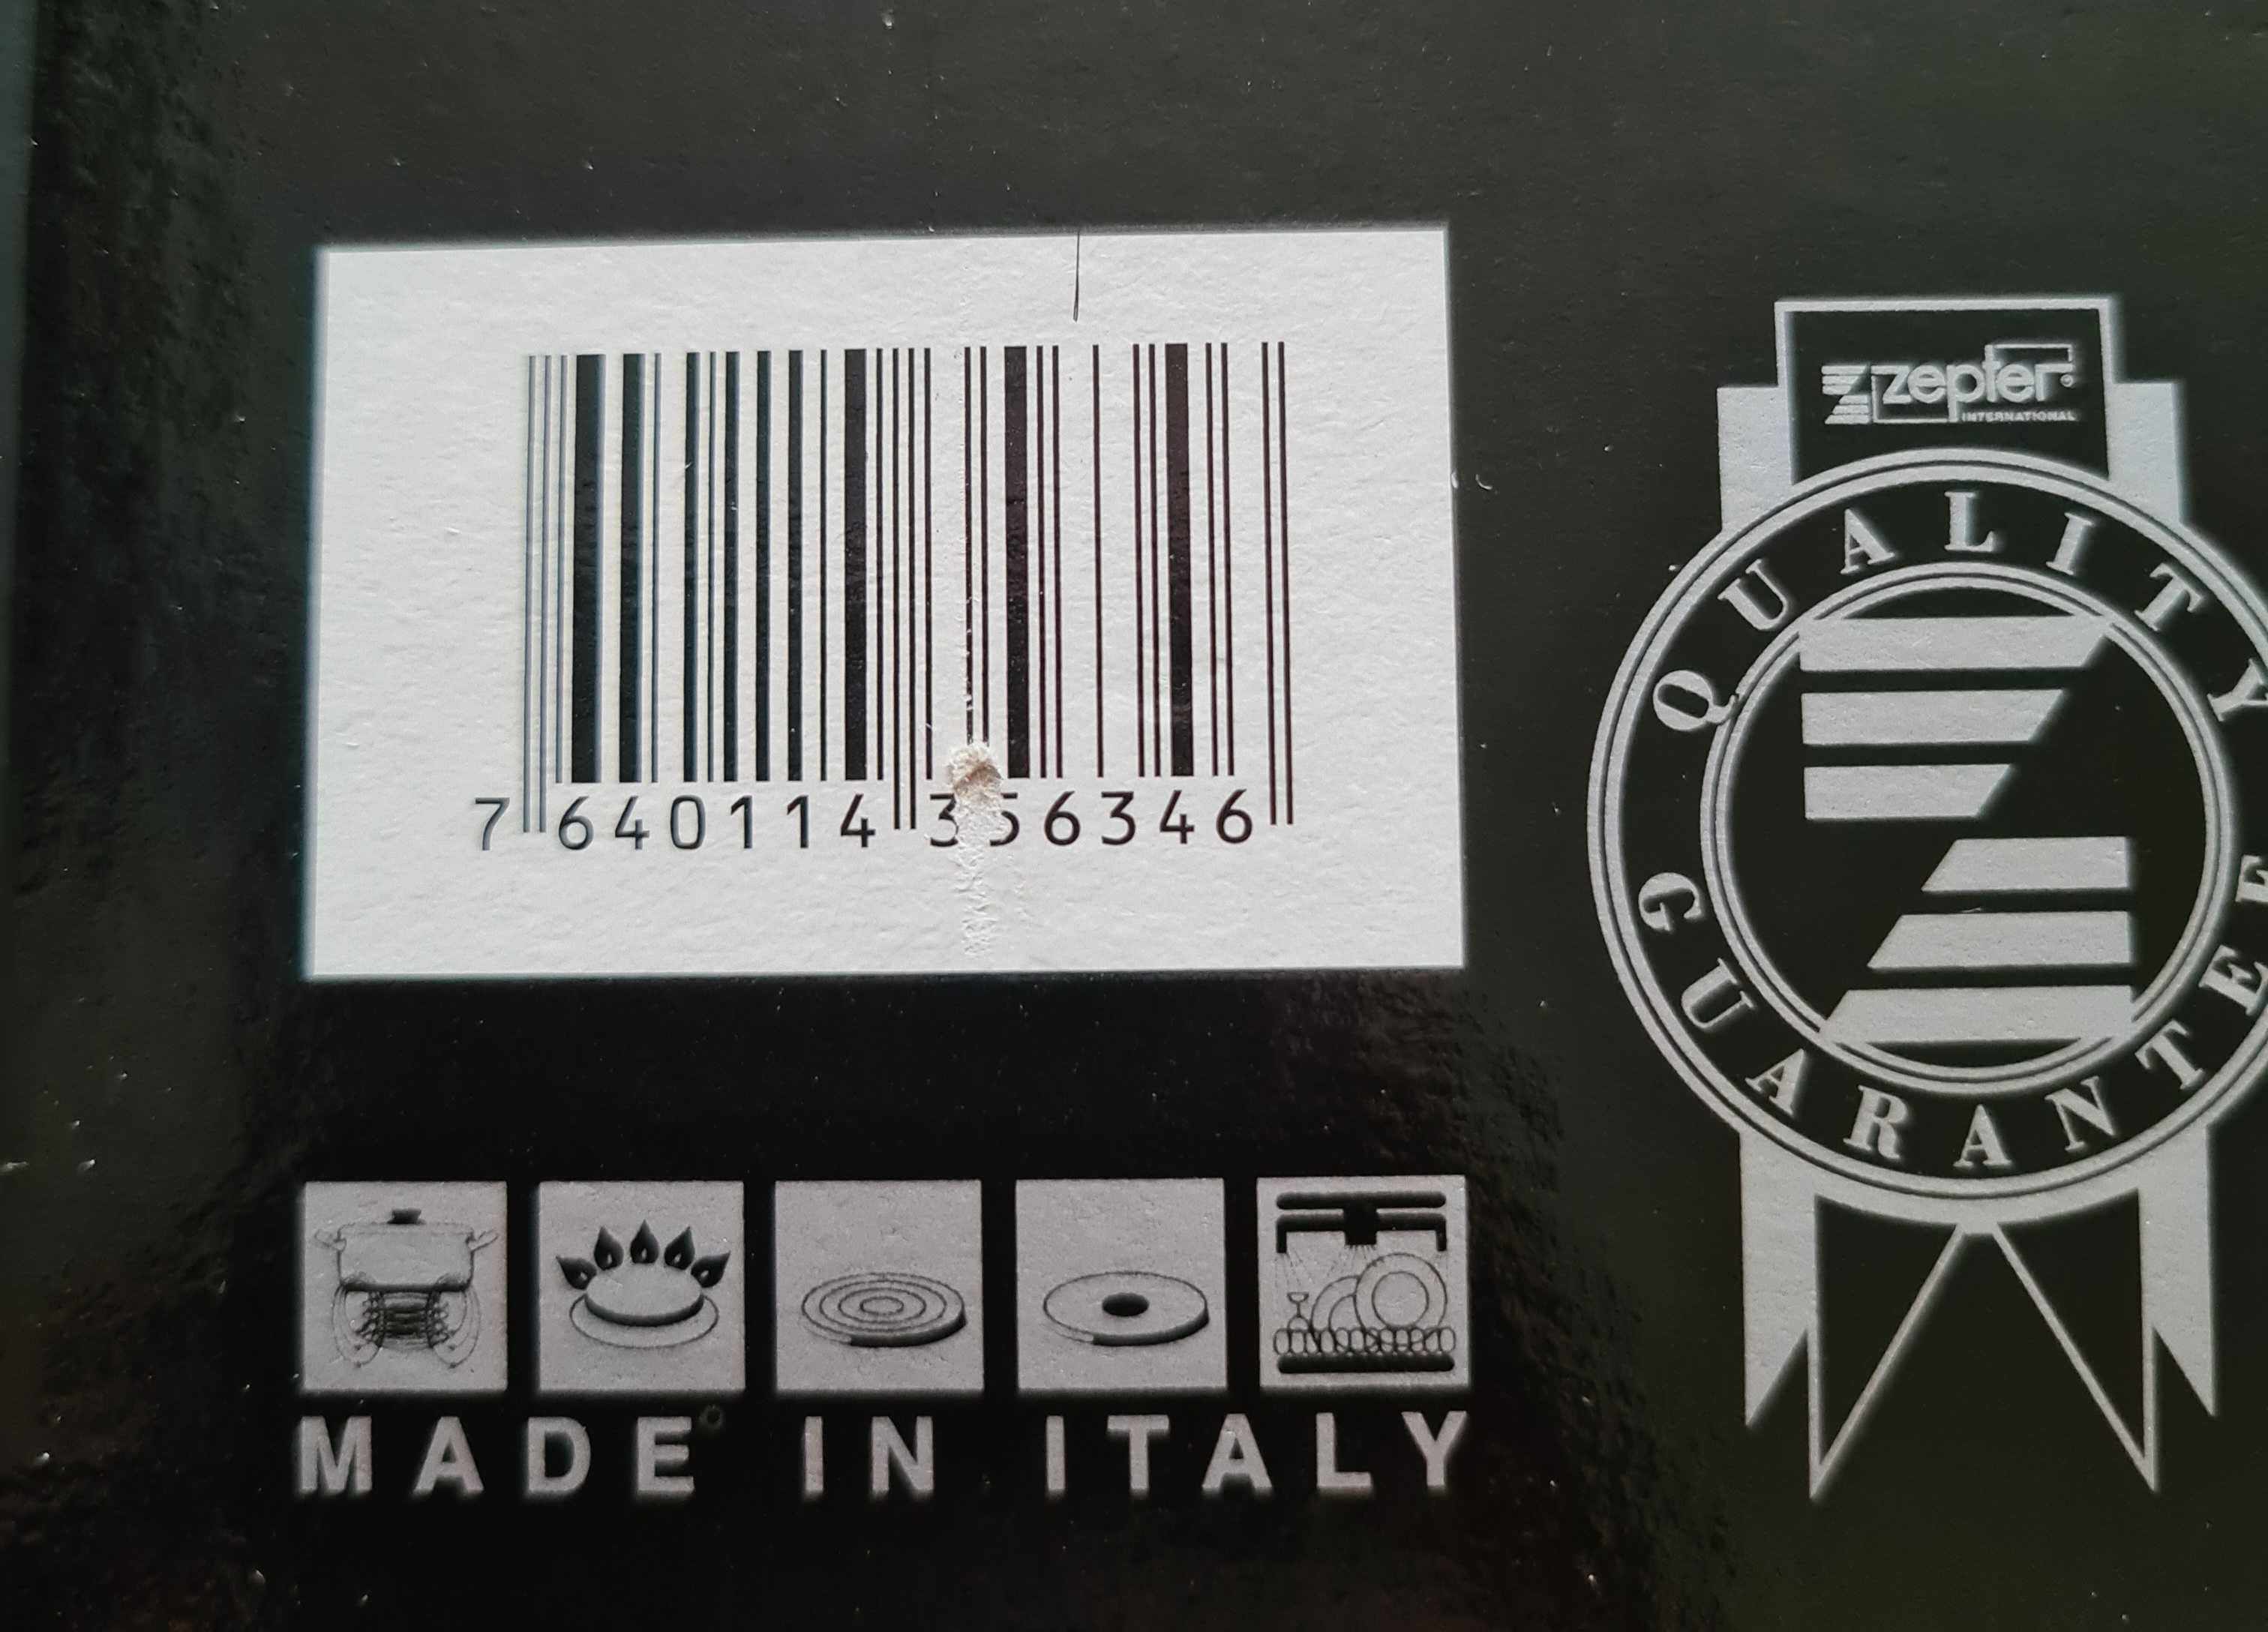 7 640114 356346
zepter
INTERNATIONAL
QUALITY
GUARANTEE
MADE IN ITALY